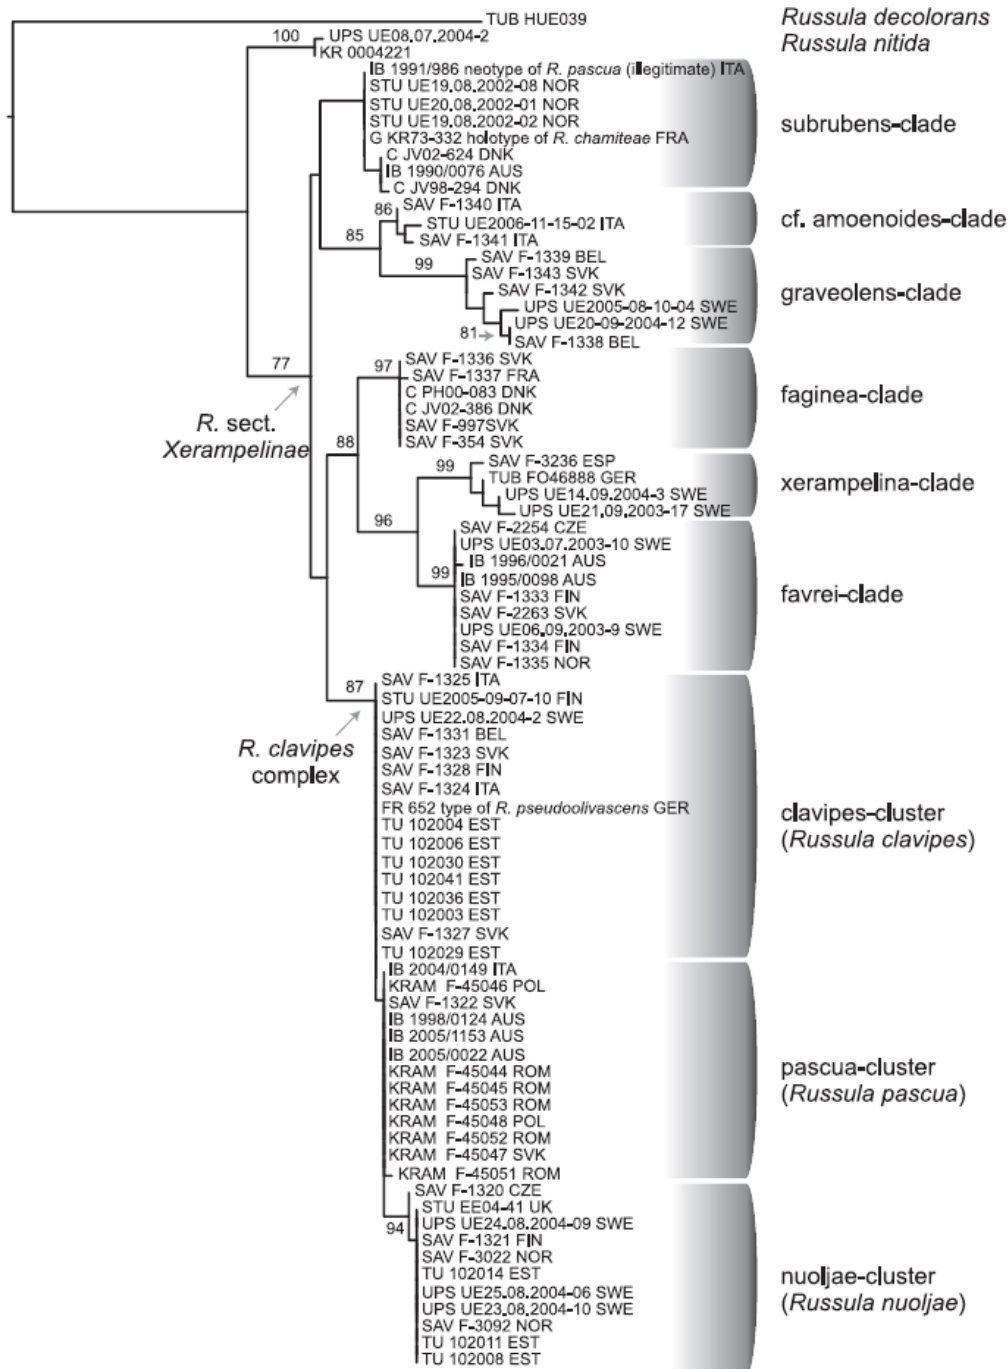 TUB HUE039 Russula decolorans
100 UPS UE08.07.2004-2 Russula nitida
KR 0004221
IB 1991/986 neotype of R. pascua (illegitimate) ITA
STU UE19.08.2002-08 NOR
STU UE20.08.2002-01 NOR
STU UE19.08.2002-02 NOR
subrubens-clade
G KR73-332 holotype of R. chamiteae FRA
C JV02-624 DNK
IB 1990/0076 AUS
C JV98-294 DNK
86 SAV F-1340 ITA
STU UE2006-11-15-02 ITA
cf. amoenoides-clade
85 SAV F-1341 ITA
99 SAV F-1339 BEL
SAV F-1343 SVK
SAV F-1342 SVK
graveolens-clade
UPS UE2005-08-10-04 SWE
UPS UE20-09-2004-12 SWE
81 SAV F-1338 BEL
77
R. sect.
Xerampelinae
97 SAV F-1336 SVK
SAV F-1337 FRA
C PH00-083 DNK
faginea-clade
C JV02-386 DNK
SAV F-997SVK
88 SAV F-354 SVK
99 SAV F-3236 ESP
TUB FO46888 GER
xerampelina-clade
UPS UE14.09.2004-3 SWE
UPS UE21.09.2003-17 SWE
96 SAV F-2254 CZE
UPS UE03.07.2003-10 SWE
IB 1996/0021 AUS
99 IB 1995/0098 AUS
SAV F-1333 FIN
favrei-clade
SAV F-2263 SVK
UPS UE06.09.2003-9 SWE
SAV F-1334 FIN
SAV F-1335 NOR
87 SAV F-1325 ITA
R. clavipes
complex
STU UE2005-09-07-10 FIN
UPS UE22.08.2004-2 SWE
SAV F-1331 BEL
SAV F-1323 SVK
SAV F-1328 FIN
SAV F-1324 ITA
FR 652 type of R. pseudoolivascens GER
clavipes-cluster
(Russula clavipes)
TU 102004 EST
TU 102006 EST
TU 102030 EST
TU 102041 EST
TU 102036 EST
TU 102003 EST
SAV F-1327 SVK
TU 102029 EST
IB 2004/0149 ITA
KRAM F-45046 POL
SAV F-1322 SVK
IB 1998/0124 AUS
IB 2005/1153 AUS
IB 2005/0022 AUS
pascua-cluster
(Russula pascua)
KRAM F-45044 ROM
KRAM F-45045 ROM
KRAM F-45053 ROM
KRAM F-45048 POL
KRAM F-45052 ROM
KRAM F-45047 SVK
KRAM F-45051 ROM
94 SAV F-1320 CZE
STU EE04-41 UK
UPS UE24.08.2004-09 SWE
SAV F-1321 FIN
SAV F-3022 NOR
TU 102014 EST
nuoljae-cluster
(Russula nuoljae)
UPS UE25.08.2004-06 SWE
UPS UE23.08.2004-10 SWE
SAV F-3092 NOR
TU 102011 EST
TU 102008 EST